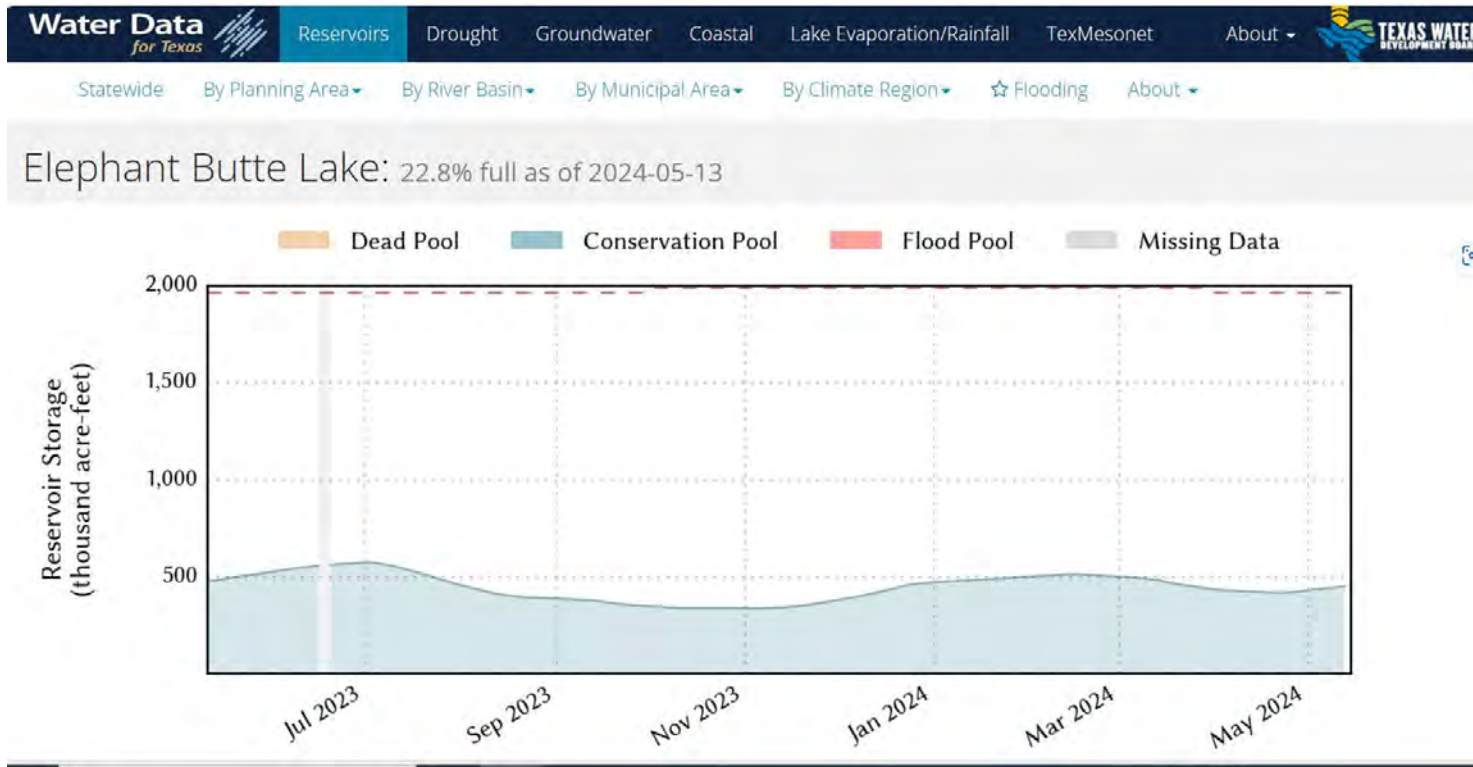 Water Data
for Texas
Reservoirs Drought Groundwater Coastal Lake Evaporation/Rainfall TexMesonet About
TEXAS WATER
DEVELOPMENT BOARD
Statewide By Planning Area By River Basin By Municipal Area By Climate Region Flooding About
Elephant Butte Lake: 22.8% full as of 2024-05-13
Dead Pool Conservation Pool Flood Pool Missing Data
Reservoir Storage
(thousand acre-feet)
2,000
1,500
1,000
500
Jul 2023 Sep 2023 Nov 2023 Jan 2024 Mar 2024 May 2024